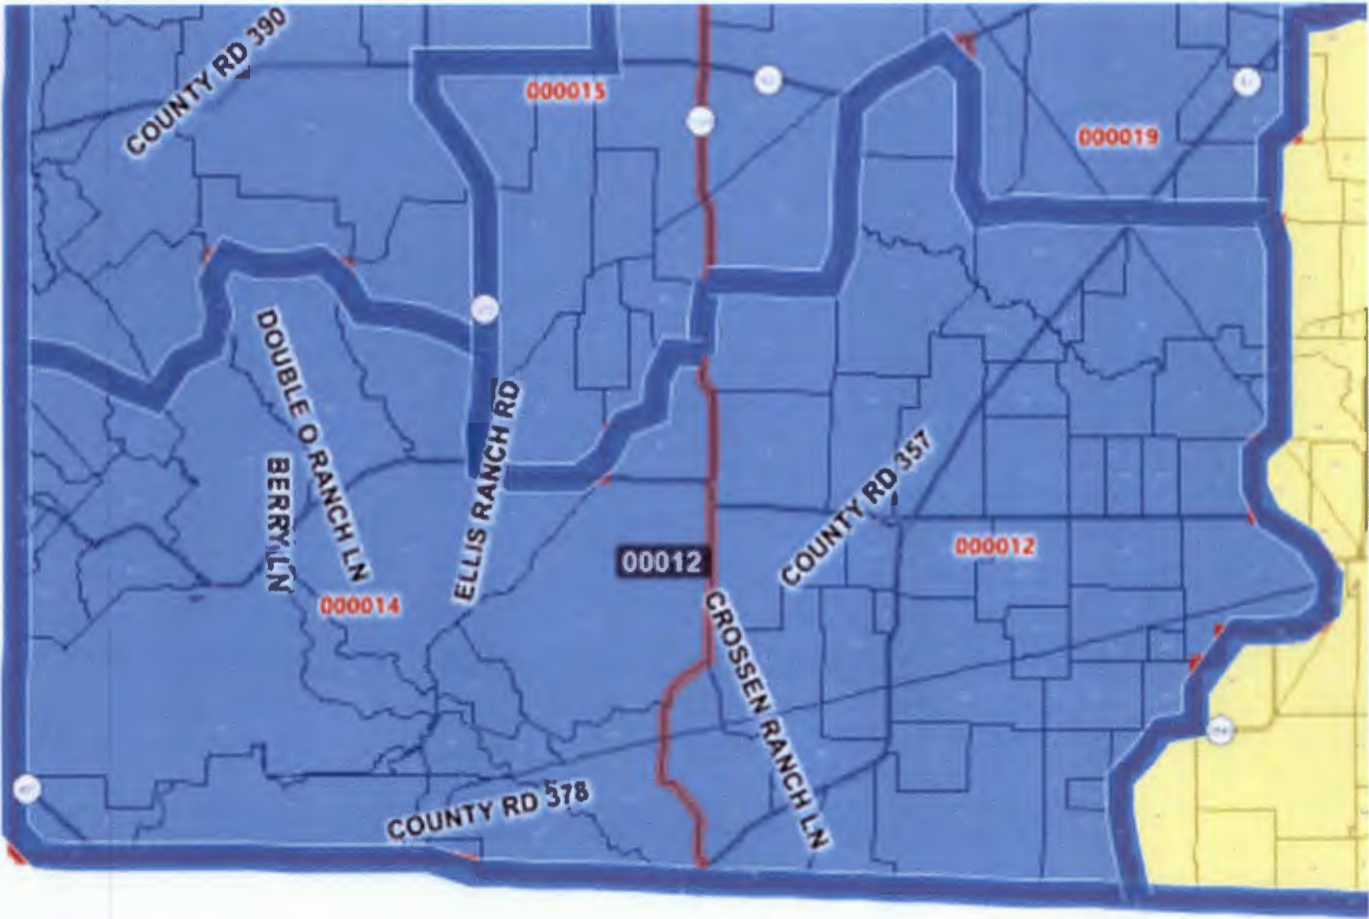 COUNTY RD 390
000015
000019
DOUBLE O RANCH LN
ELLIS RANCH RD
BERRY LN
COUNTY RD 357
000012
00012
000014
CROSSEN RANCH LN
COUNTY RD 378